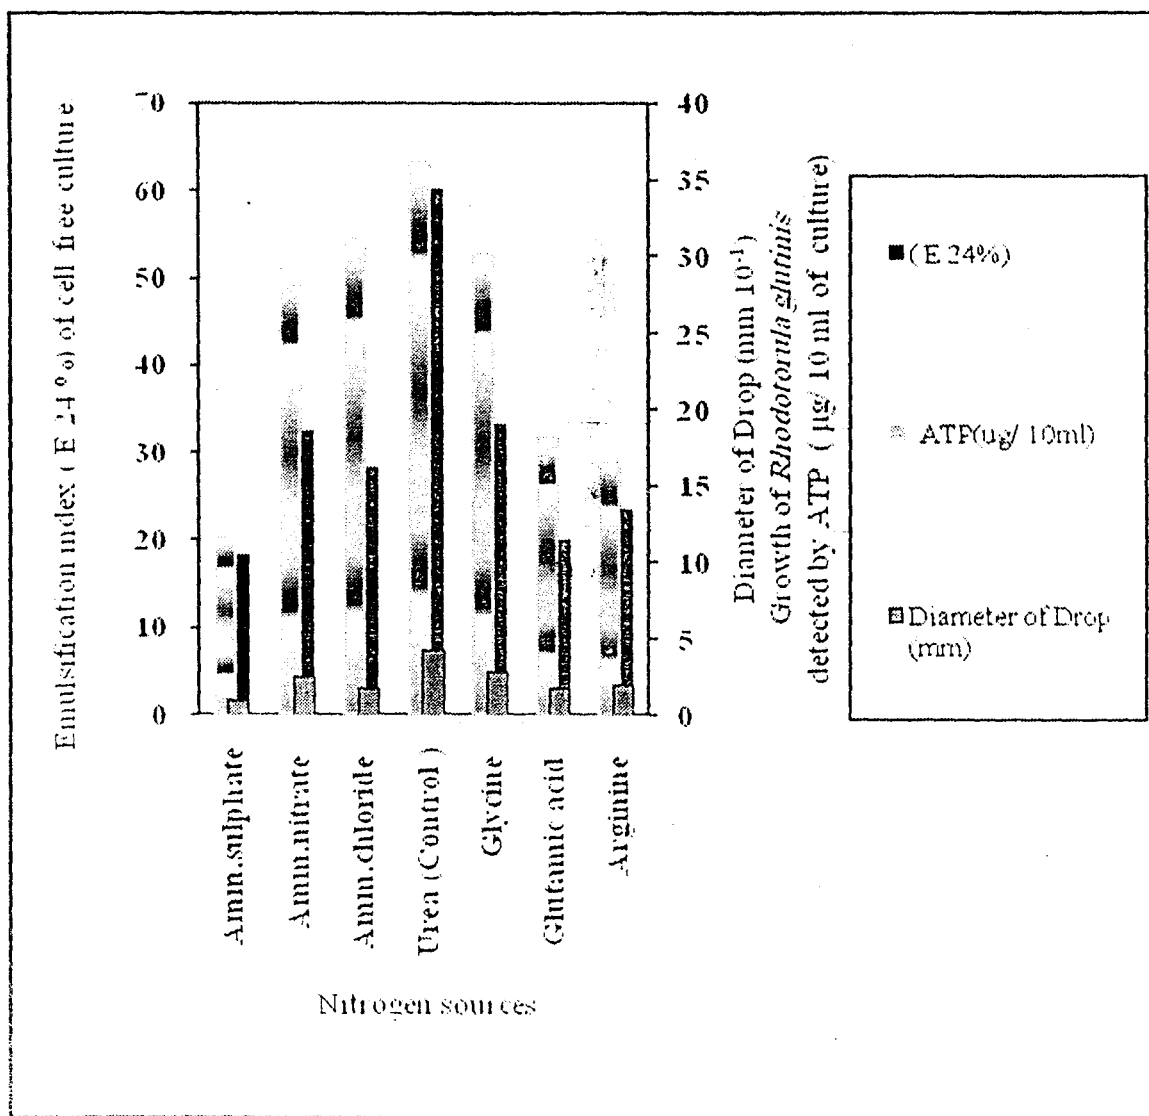 Emulsification index ( E 24 %) of cell free culture
70
60
50
40
30
20
10
0
40
35
30
25
20
15
10
5
0
Diameter of Drop (mm 10⁻¹)
Growth of Rhodotorula glutinis
detected by ATP ( µg/ 10 ml of culture)
Amm.sulphate
Amm.nitrate
Amm.chloride
Urea (Control )
Glycine
Glutamic acid
Arginine
Nitrogen sources
( E 24%)
ATP(ug/ 10ml)
Diameter of Drop
(mm)